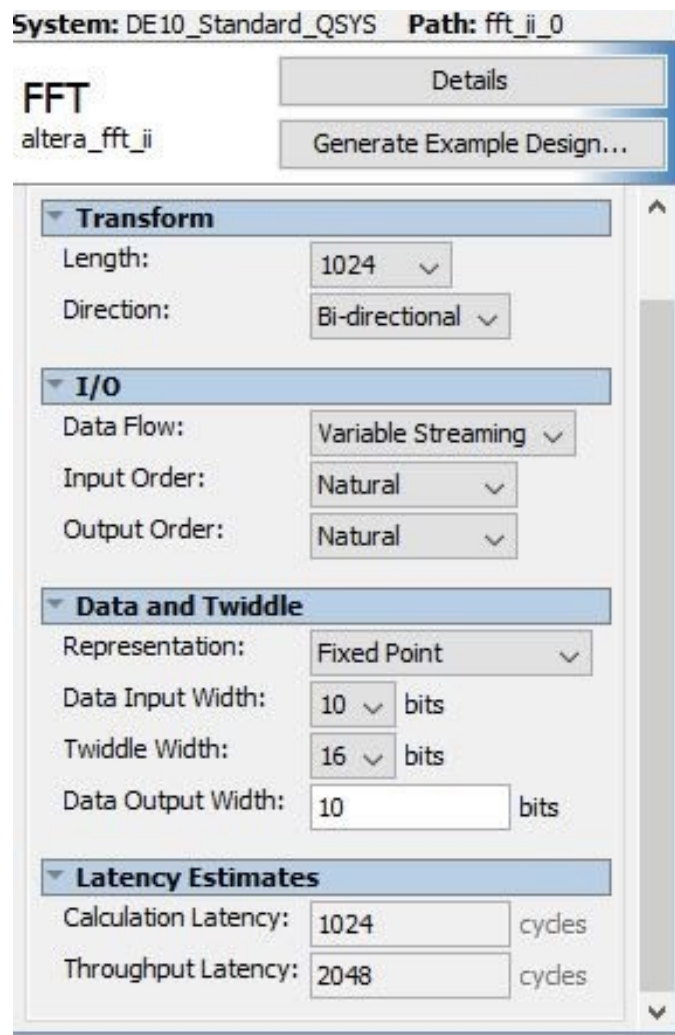 System: DE10_Standard_QSYS Path: fft_ii_0
FFT
altera_fft_ii
Details
Generate Example Design...
Transform
Length: 1024
Direction: Bi-directional
I/O
Data Flow: Variable Streaming
Input Order: Natural
Output Order: Natural
Data and Twiddle
Representation: Fixed Point
Data Input Width: 10 bits
Twiddle Width: 16 bits
Data Output Width: 10 bits
Latency Estimates
Calculation Latency: 1024 cycles
Throughput Latency: 2048 cycles